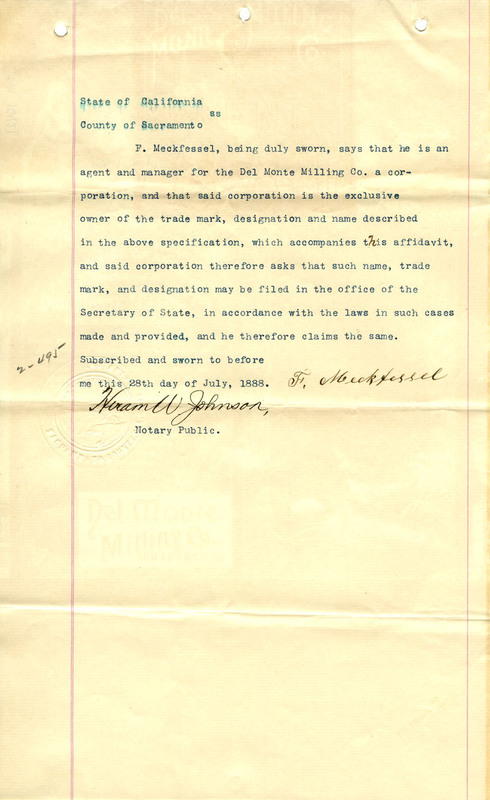 State of California
ss
County of Sacramento
F. Meckfessel, being duly sworn, says that he is an
agent and manager for the Del Monte Milling Co. a cor-
poration, and that said corporation is the exclusive
owner of the trade mark, designation and name described
in the above specification, which accompanies this affidavit,
and said corporation therefore asks that such name, trade
mark, and designation may be filed in the office of the
Secretary of State, in accordance with the laws in such cases
made and provided, and he therefore claims the same.
Subscribed and sworn to before
me this 28th day of July, 1888. F. Meckfessel
Hiram W Johnson,
Notary Public.
2-495
Del Monte
Milling Co.